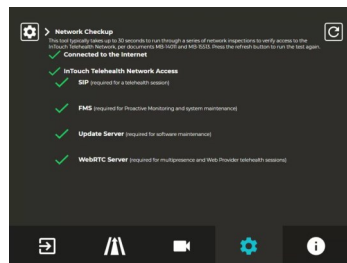 Network Checkup
This tool typically takes up to 30 seconds to run through a series of network inspections to verify access to the
InTouch Telehealth Network, per documents MB-14011 and MB-15513. Press the refresh button to run the test again.
Connected to the Internet
InTouch Telehealth Network Access
SIP (required for a telehealth session)
FMS (required for Proactive Monitoring and system maintenance)
Update Server (required for software maintenance)
WebRTC Server (required for multipresence and Web Provider telehealth sessions)